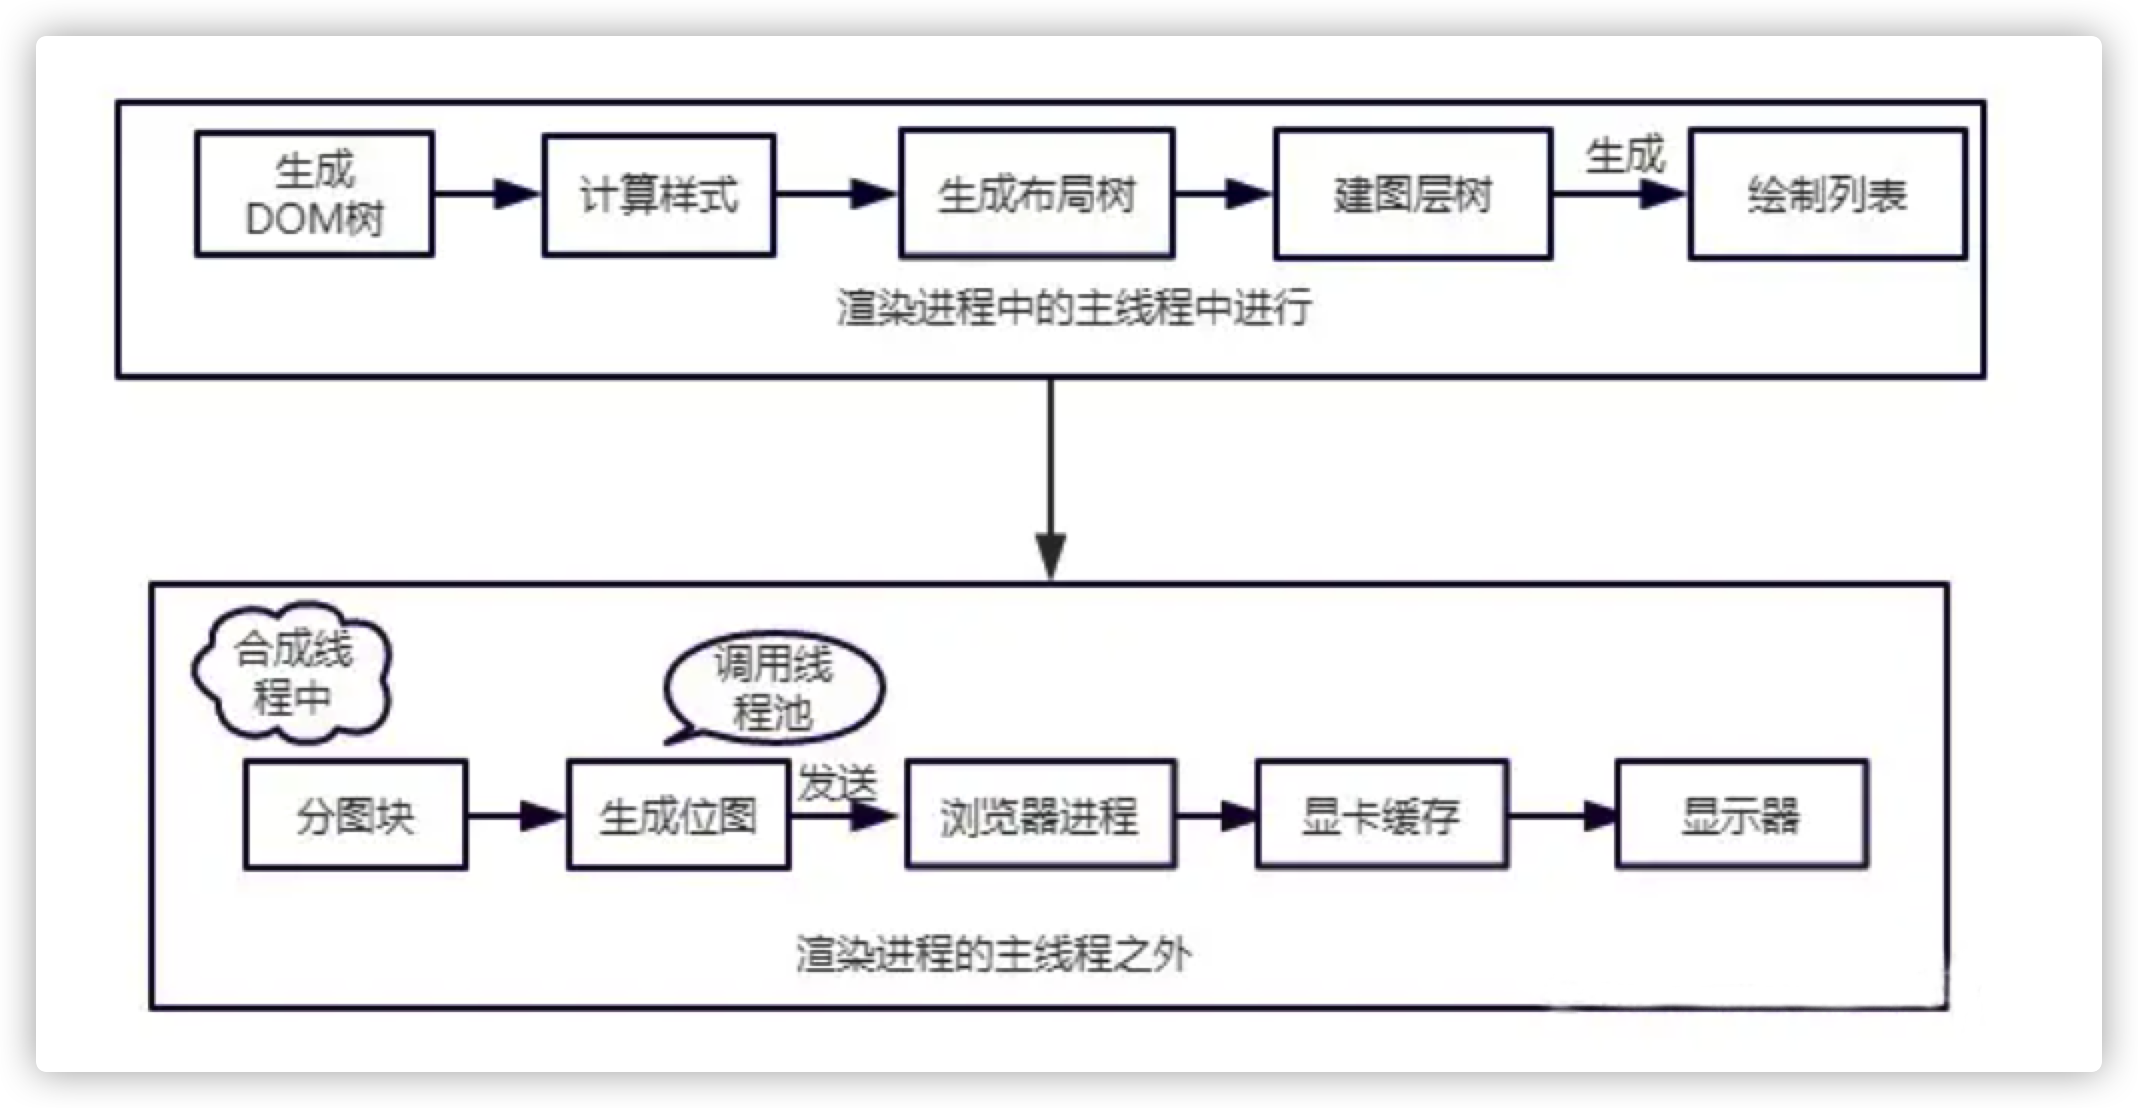 生成
DOM树
计算样式
生成布局树
建图层树
生成
绘制列表
渲染进程中的主线程中进行
合成线
程中
调用线
程池
分图块
生成位图
发送
浏览器进程
显卡缓存
显示器
渲染进程的主线程之外